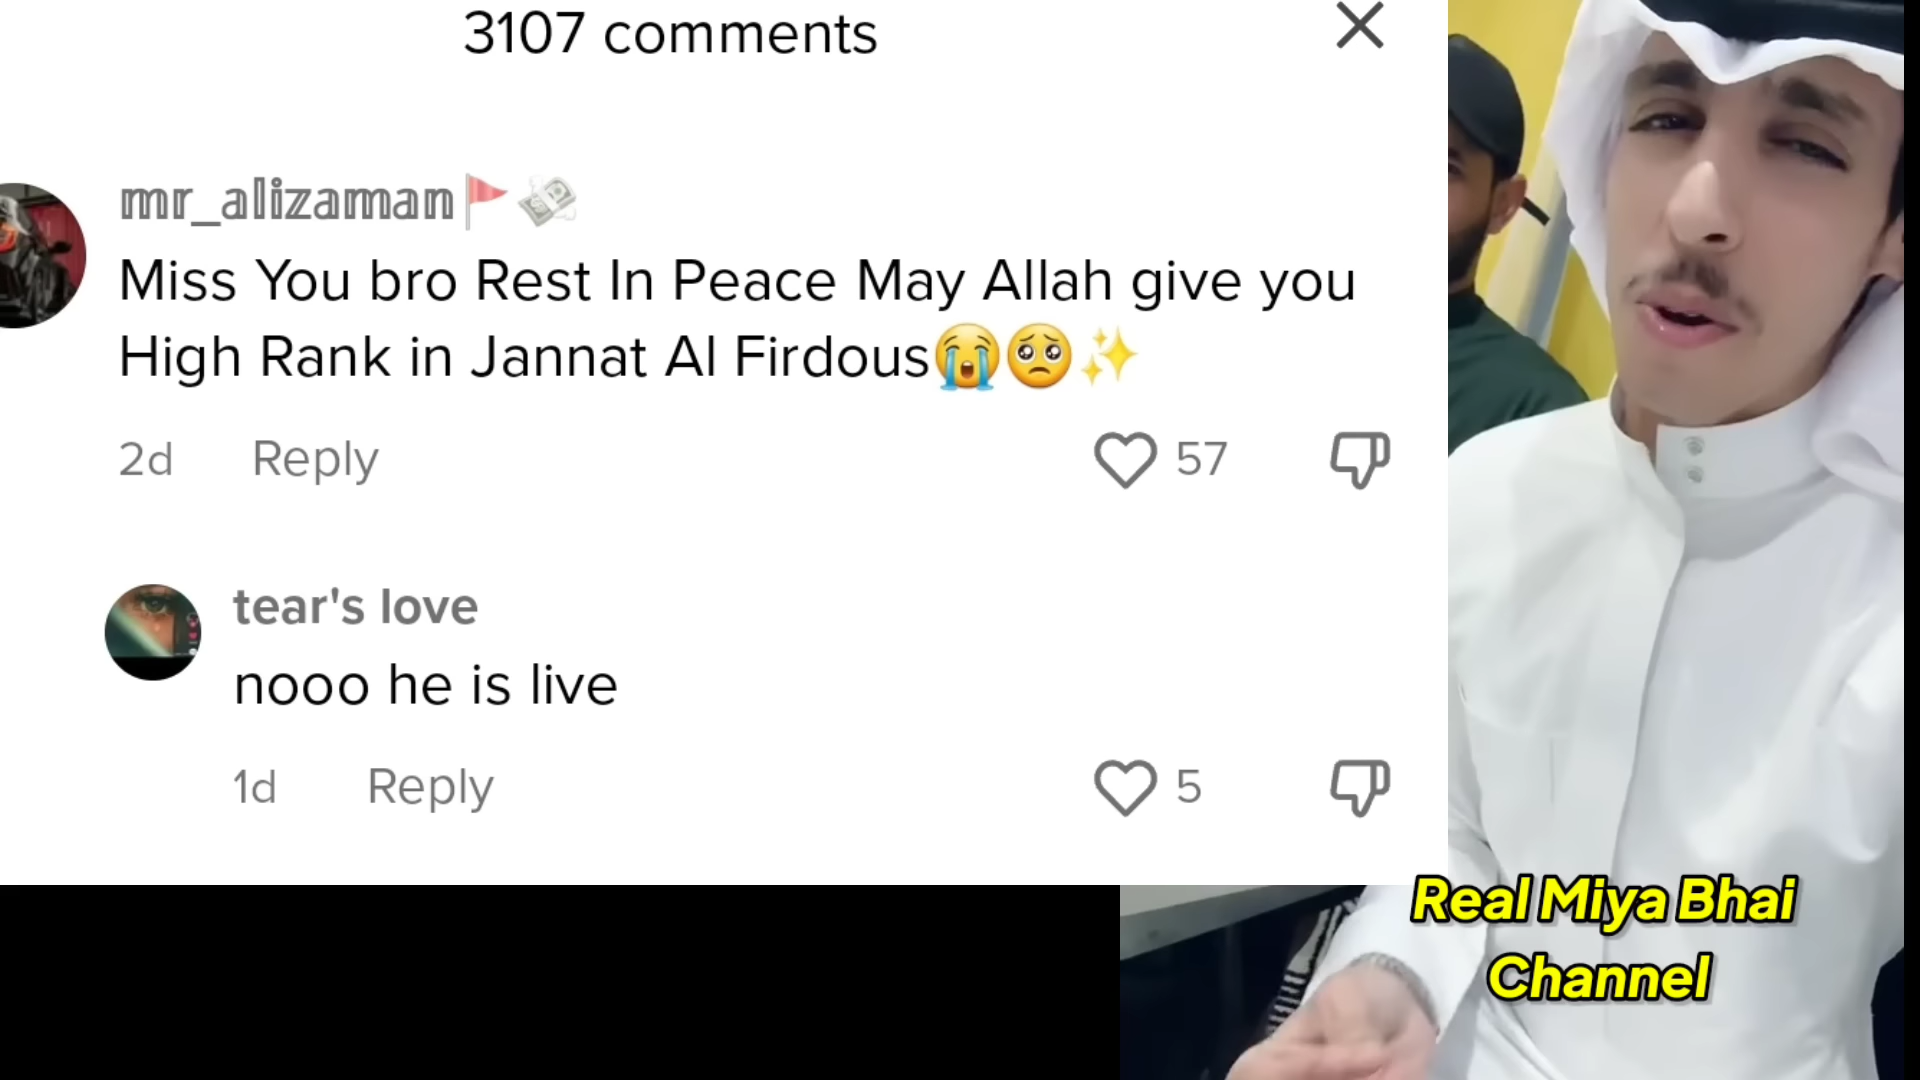 3107 comments
mr_alizaman🚩💸
Miss You bro Rest In Peace May Allah give you
High Rank in Jannat Al Firdous😭🥺✨
2d Reply 57
tear's love
nooo he is live
1d Reply 5
Real Miya Bhai
Channel